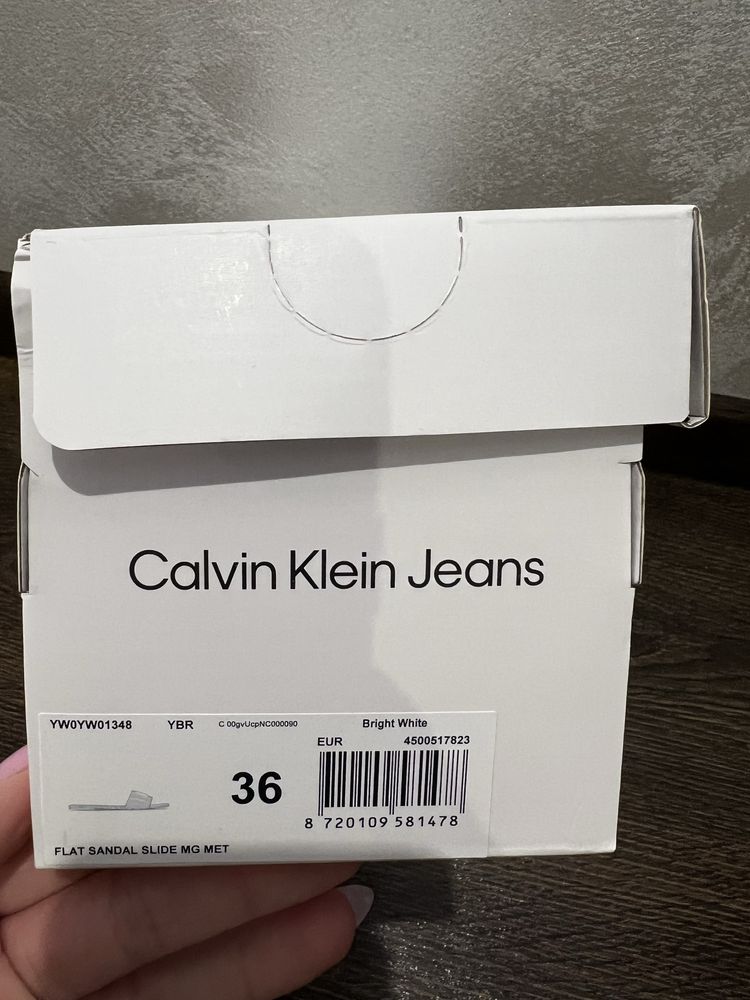 Calvin Klein Jeans
YW0YW01348 YBR C 00gvUcpNC000090 Bright White
EUR 4500517823
36
8 720109 581478
FLAT SANDAL SLIDE MG MET